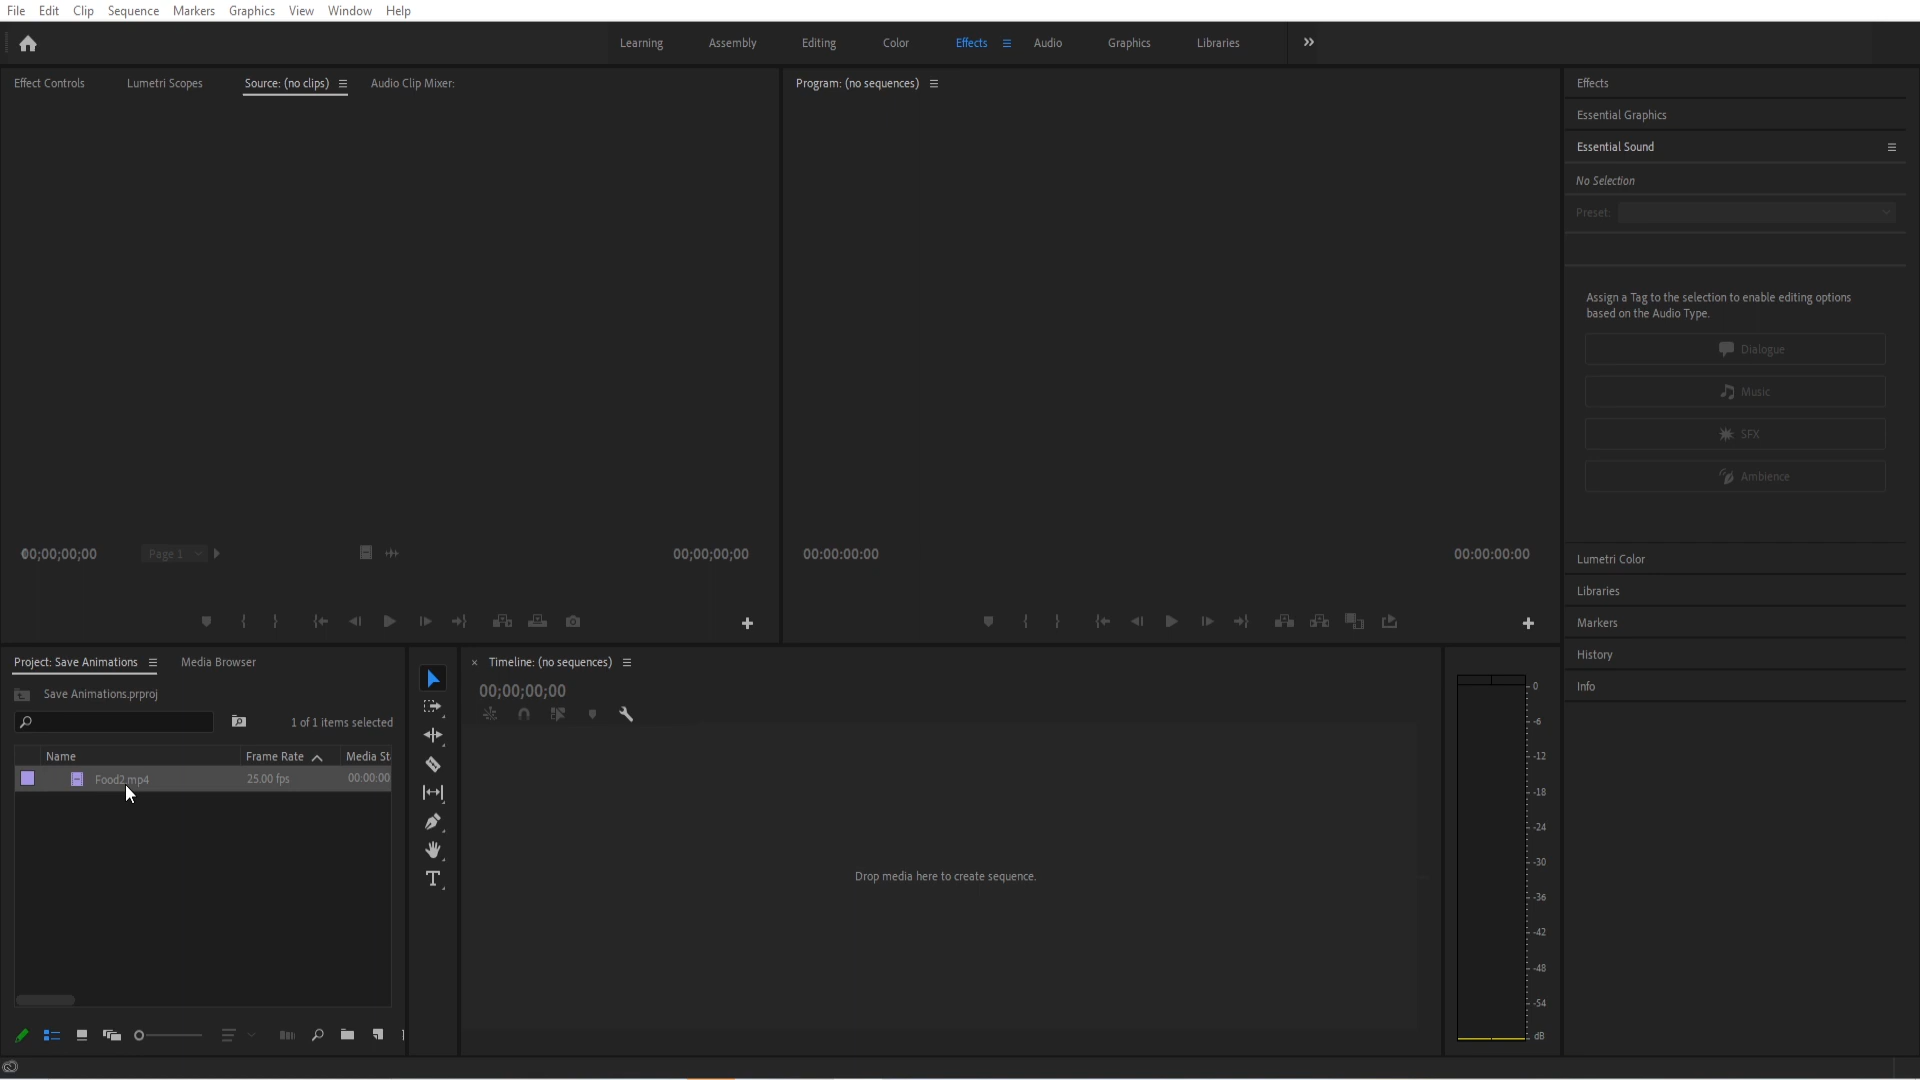 File Edit Clip Sequence Markers Graphics View Window Help
Learning Assembly Editing Color Effects Audio Graphics Libraries
Effect Controls Lumetri Scopes Source: (no clips) Audio Clip Mixer:
Program: (no sequences)
00;00;00;00 Page 1 00;00;00;00
00:00:00:00 00:00:00:00
Effects
Essential Graphics
Essential Sound
No Selection
Preset:
Assign a Tag to the selection to enable editing options
based on the Audio Type.
Dialogue
Music
SFX
Ambience
Lumetri Color
Libraries
Markers
History
Info
Project: Save Animations Media Browser
Save Animations.prproj
1 of 1 items selected
Name Frame Rate Media St
Food2.mp4 25.00 fps 00:00:00
Timeline: (no sequences)
00;00;00;00
Drop media here to create sequence.
0
-6
-12
-18
-24
-30
-36
-42
-48
-54
dB